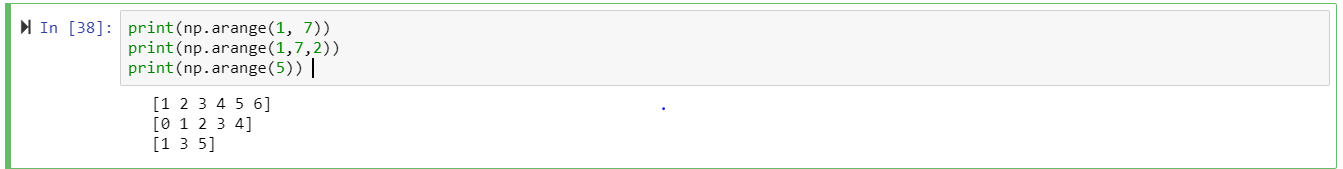 In [38]: print(np.arange(1, 7))
print(np.arange(1,7,2))
print(np.arange(5))
[1 2 3 4 5 6]
[0 1 2 3 4]
[1 3 5]